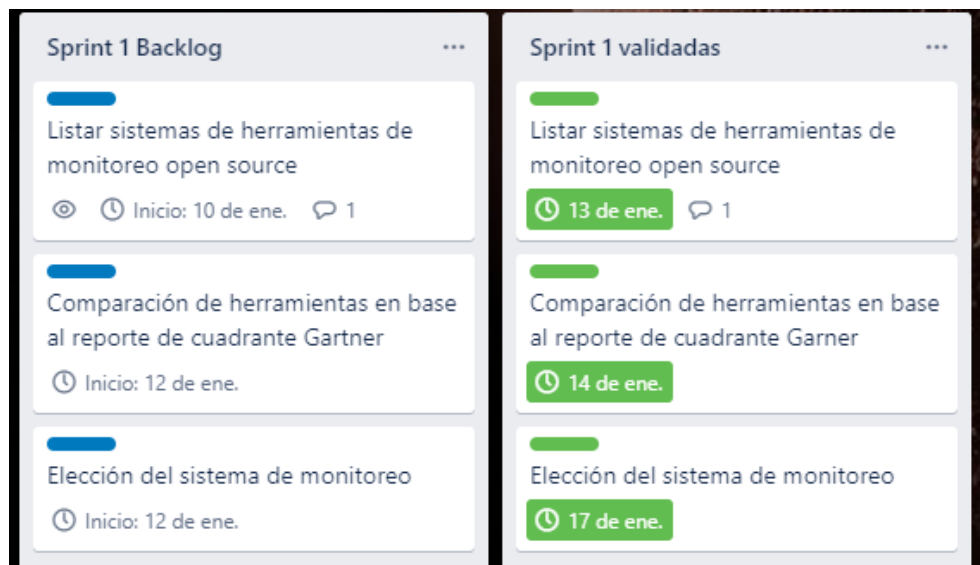 Sprint 1 Backlog
Listar sistemas de herramientas de
monitoreo open source
Inicio: 10 de ene. 1
Comparación de herramientas en base
al reporte de cuadrante Gartner
Inicio: 12 de ene.
Elección del sistema de monitoreo
Inicio: 12 de ene.
Sprint 1 validadas
Listar sistemas de herramientas de
monitoreo open source
13 de ene. 1
Comparación de herramientas en base
al reporte de cuadrante Garner
14 de ene.
Elección del sistema de monitoreo
17 de ene.